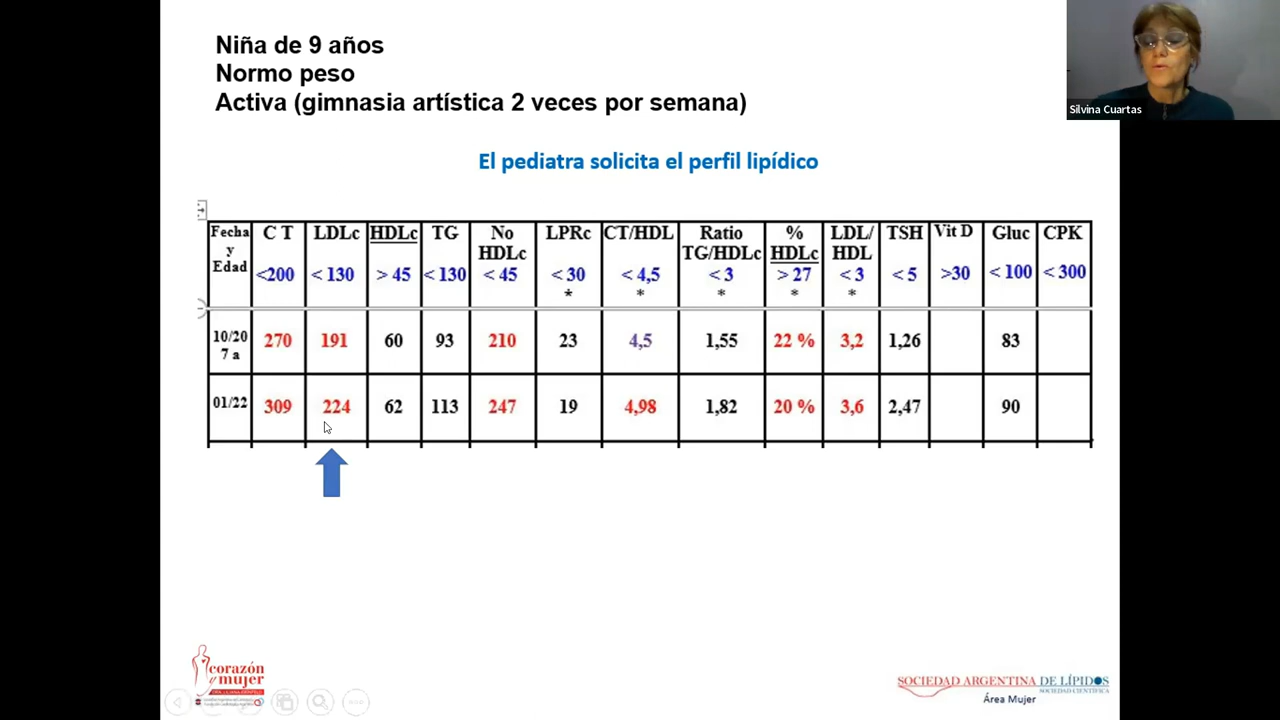 Niña de 9 años
Normo peso
Activa (gimnasia artística 2 veces por semana)
Silvina Cuartas
El pediatra solicita el perfil lipídico
Fecha y Edad | C T <200 | LDLc < 130 | HDLc > 45 | TG < 130 | No HDLc < 45 | LPRc < 30 * | CT/HDL < 4,5 * | Ratio TG/HDLc < 3 * | % HDLc > 27 * | LDL/ HDL < 3 * | TSH < 5 | Vit D >30 | Gluc < 100 | CPK < 300
10/20 7 a | 270 | 191 | 60 | 93 | 210 | 23 | 4,5 | 1,55 | 22 % | 3,2 | 1,26 | | 83 |
01/22 | 309 | 224 | 62 | 113 | 247 | 19 | 4,98 | 1,82 | 20 % | 3,6 | 2,47 | | 90 |
corazón
y mujer
SOCIEDAD ARGENTINA DE LÍPIDOS
SOCIEDAD CIENTÍFICA
Área Mujer